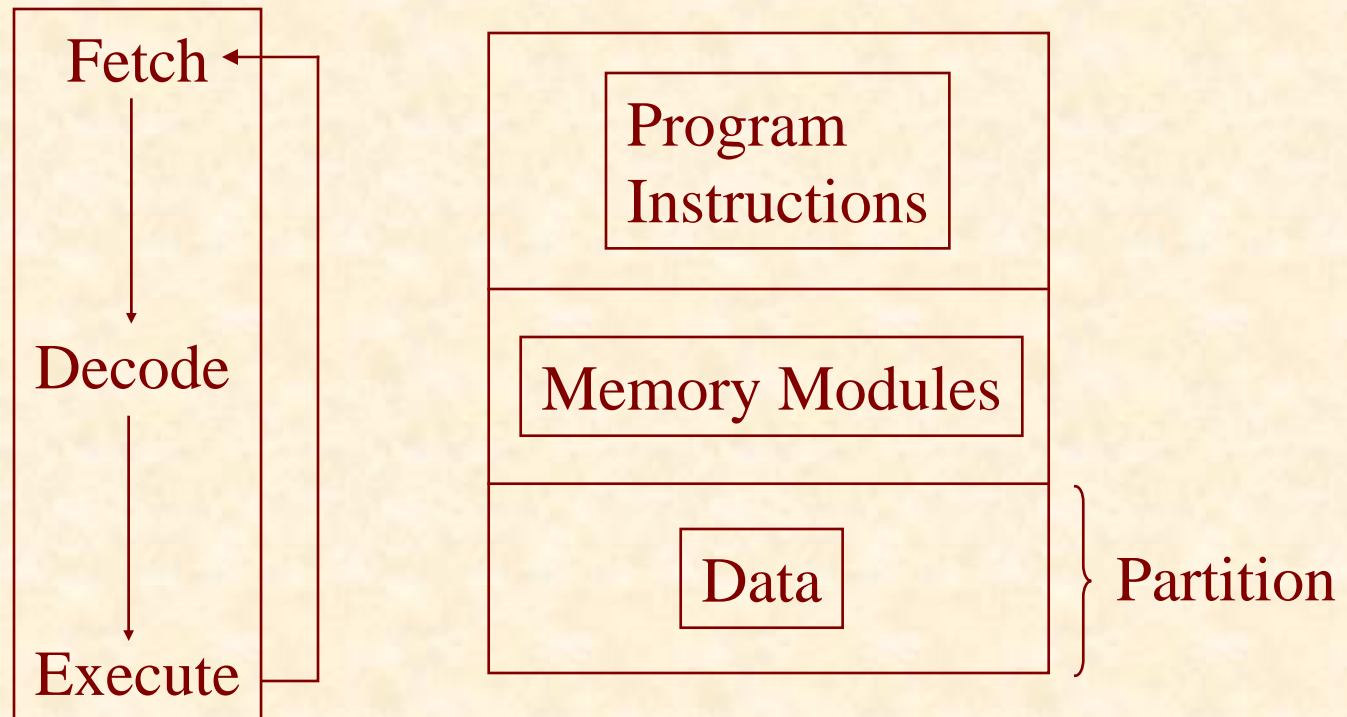 Fetch
Decode
Execute
Program
Instructions
Memory Modules
Data
Partition